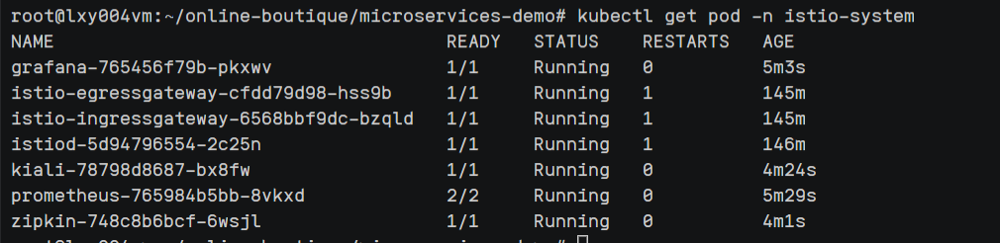 root@lxy004vm:~/online-boutique/microservices-demo# kubectl get pod -n istio-system
NAME READY STATUS RESTARTS AGE
grafana-765456f79b-pkxwv 1/1 Running 0 5m3s
istio-egressgateway-cfdd79d98-hss9b 1/1 Running 1 145m
istio-ingressgateway-6568bbf9dc-bzqld 1/1 Running 1 145m
istiod-5d94796554-2c25n 1/1 Running 1 146m
kiali-78798d8687-bx8fw 1/1 Running 0 4m24s
prometheus-765984b5bb-8vkxd 2/2 Running 0 5m29s
zipkin-748c8b6bcf-6wsjl 1/1 Running 0 4m1s